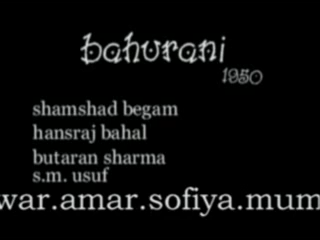 bahurani
1950
shamshad begam
hansraj bahal
butaran sharma
s.m. usuf
war.amar.sofiya.mum